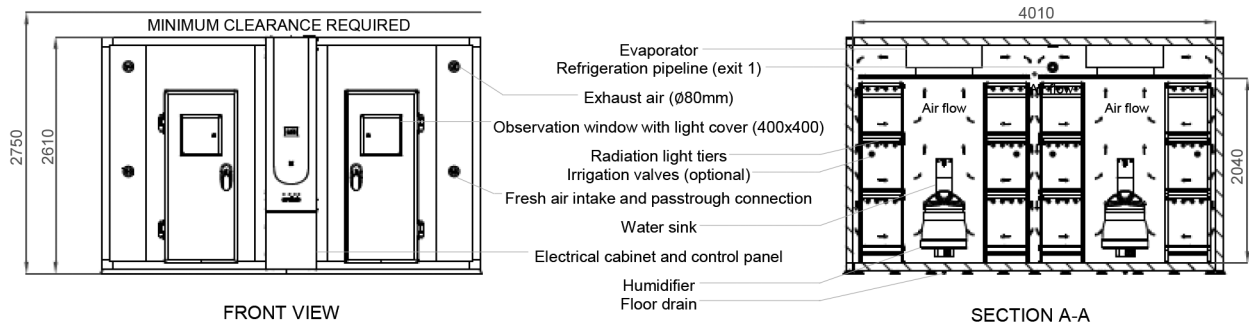 MINIMUM CLEARANCE REQUIRED
2750
2610
4010
Evaporator
Refrigeration pipeline (exit 1)
Exhaust air (Ø80mm)
Air flow
Air flow
Observation window with light cover (400x400)
Radiation light tiers
Irrigation valves (optional)
2040
Fresh air intake and passtrough connection
Water sink
Electrical cabinet and control panel
Humidifier
Floor drain
FRONT VIEW
SECTION A-A